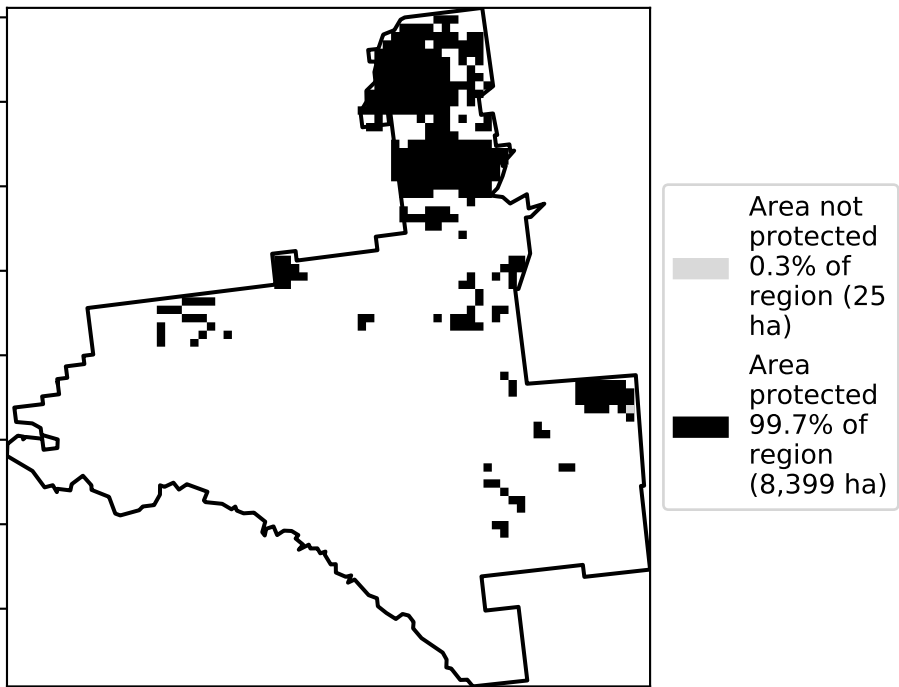 Area not
protected
0.3% of
region (25
ha)
Area
protected
99.7% of
region
(8,399 ha)